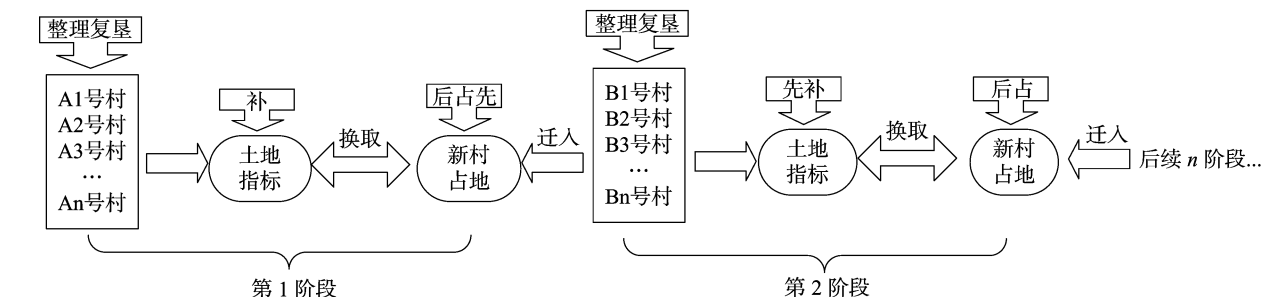 整理复垦
A1号村
A2号村
A3号村
...
An号村
补
土地
指标
换取
后占先
新村
占地
迁入
第 1 阶段
整理复垦
B1号村
B2号村
B3号村
...
Bn号村
先补
土地
指标
换取
后占
新村
占地
迁入
后续 n 阶段...
第 2 阶段